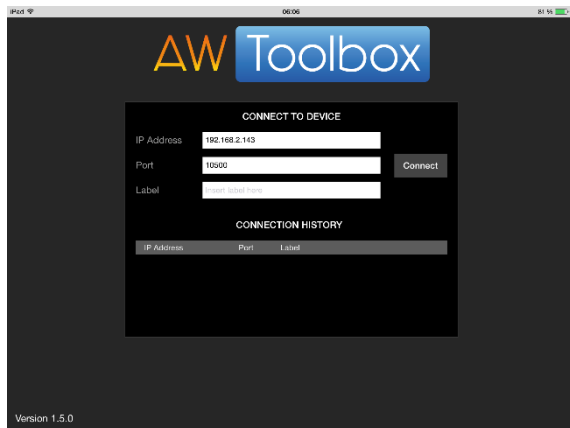 iPad 06:06 81 %
AW Toolbox
CONNECT TO DEVICE
IP Address 192.168.2.143
Port 10500 Connect
Label Insert label here
CONNECTION HISTORY
IP Address Port Label
Version 1.5.0